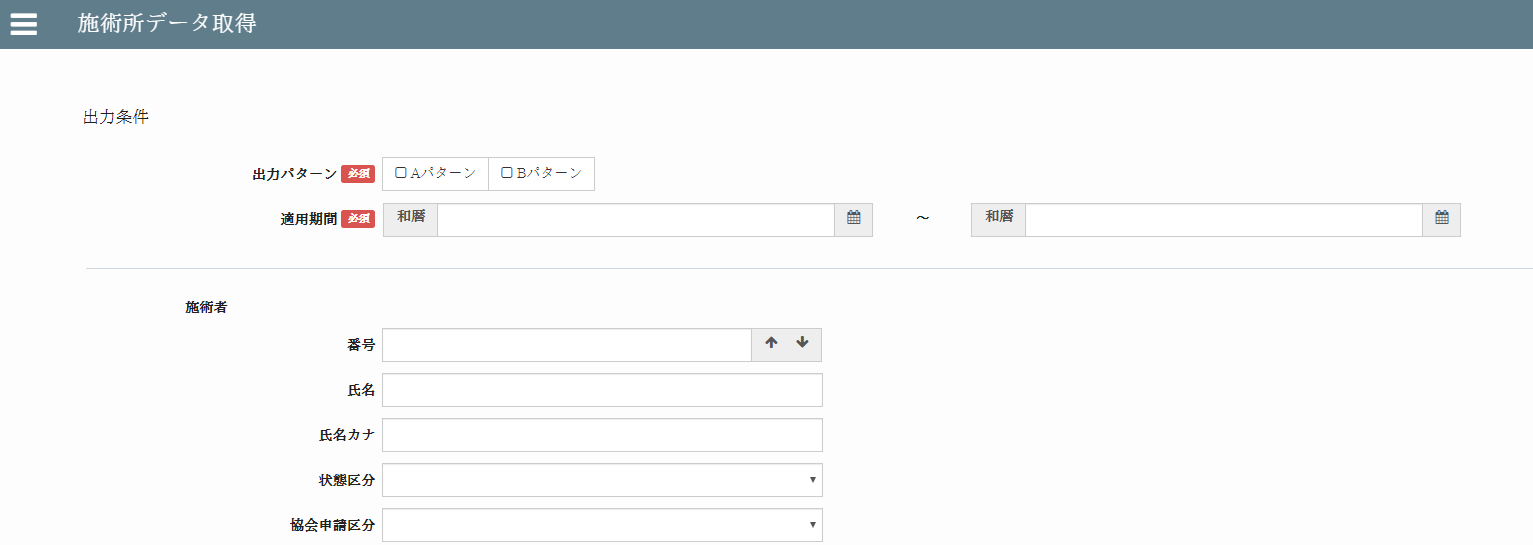 施術所データ取得
出力条件
出力パターン 必須 Aパターン Bパターン
適用期間 必須 和暦 ～ 和暦
施術者
番号
氏名
氏名カナ
状態区分
協会申請区分